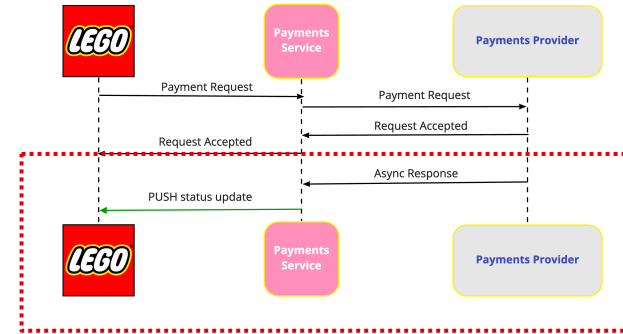 LEGO
Payments
Service
Payments Provider
Payment Request
Payment Request
Request Accepted
Request Accepted
Async Response
PUSH status update
LEGO
Payments
Service
Payments Provider